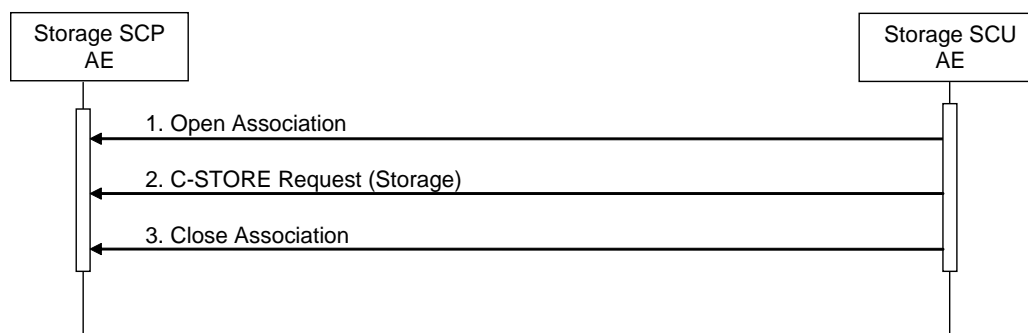 Storage SCP
AE
Storage SCU
AE
1. Open Association
2. C-STORE Request (Storage)
3. Close Association